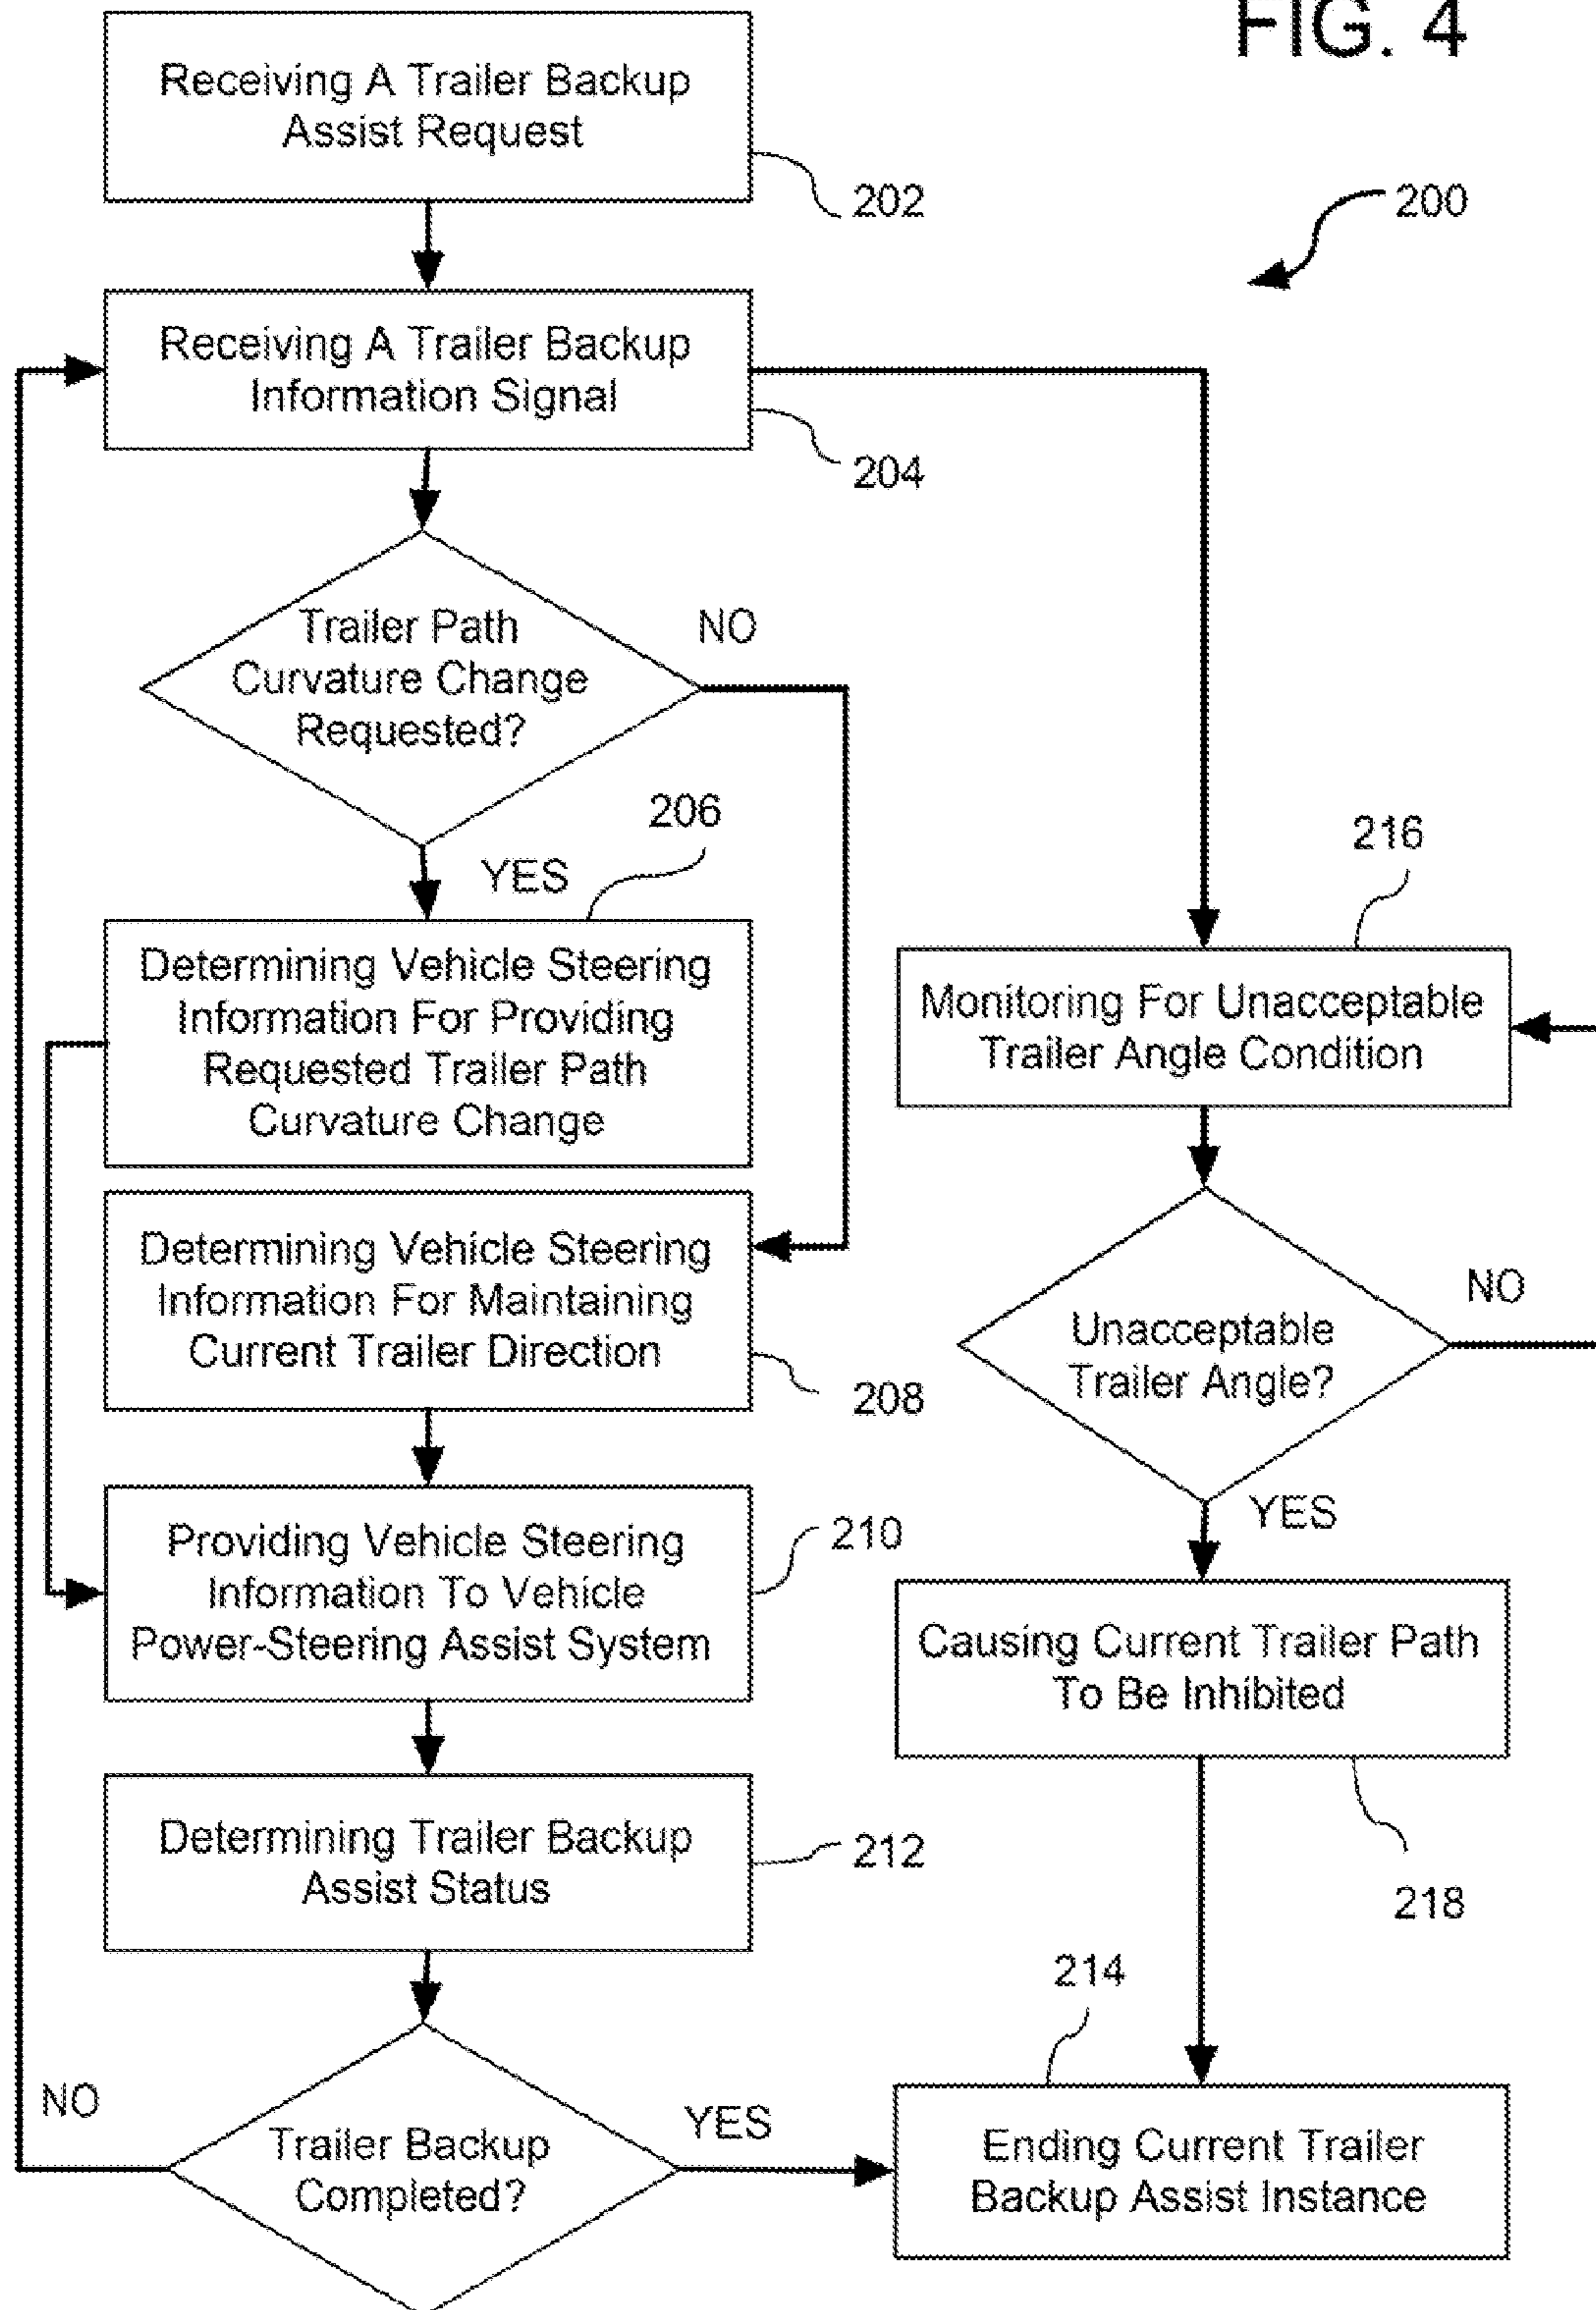 FIG. 4
Receiving A Trailer Backup
Assist Request
202
200
Receiving A Trailer Backup
Information Signal
204
Trailer Path
Curvature Change
Requested?
NO
YES
206
Determining Vehicle Steering
Information For Providing
Requested Trailer Path
Curvature Change
Determining Vehicle Steering
Information For Maintaining
Current Trailer Direction
208
Providing Vehicle Steering
Information To Vehicle
Power-Steering Assist System
210
Determining Trailer Backup
Assist Status
212
Trailer Backup
Completed?
NO
YES
216
Monitoring For Unacceptable
Trailer Angle Condition
Unacceptable
Trailer Angle?
NO
YES
Causing Current Trailer Path
To Be Inhibited
218
214
Ending Current Trailer
Backup Assist Instance